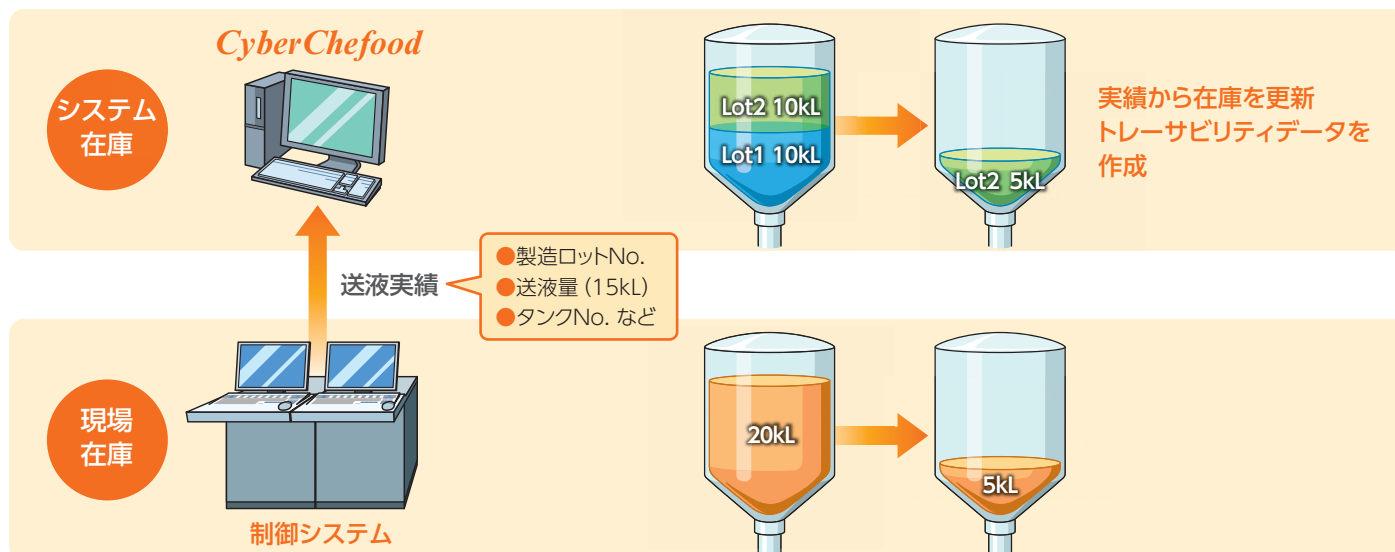 CyberChefood
システム
在庫
Lot2 10kL
Lot1 10kL
Lot2 5kL
実績から在庫を更新
トレーサビリティデータを
作成
送液実績
●製造ロットNo.
●送液量 (15kL)
●タンクNo. など
現場
在庫
20kL
5kL
制御システム